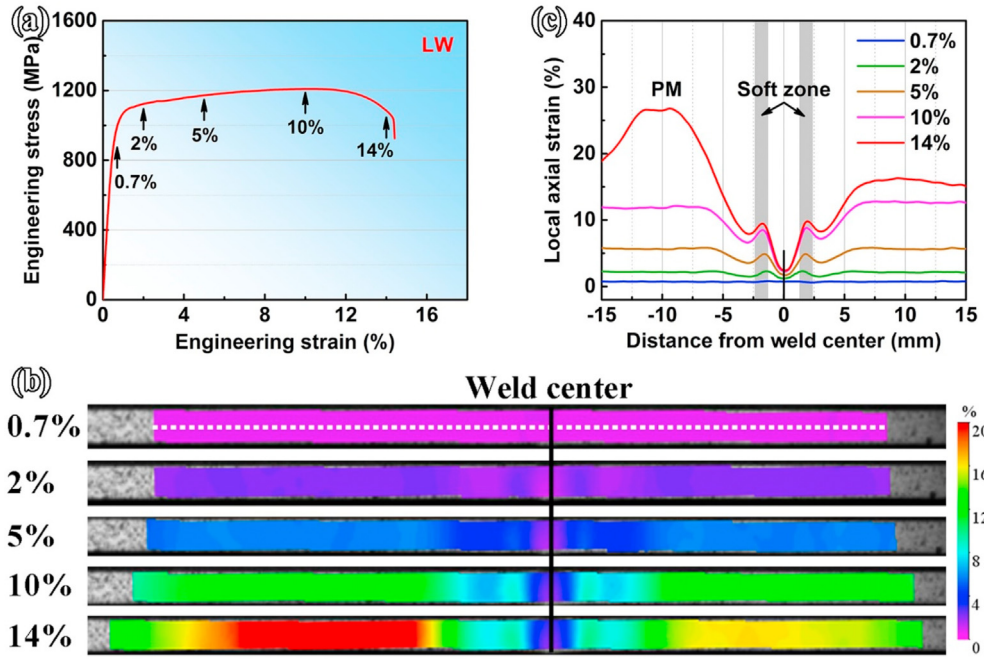 (a)
1600
1200
800
400
0
Engineering stress (MPa)
LW
0.7%
2%
5%
10%
14%
0 4 8 12 16
Engineering strain (%)
(c)
40
30
20
10
0
Local axial strain (%)
PM
Soft zone
0.7%
2%
5%
10%
14%
-15 -10 -5 0 5 10 15
Distance from weld center (mm)
(b)
Weld center
0.7%
2%
5%
10%
14%
%
20
16
12
8
4
0